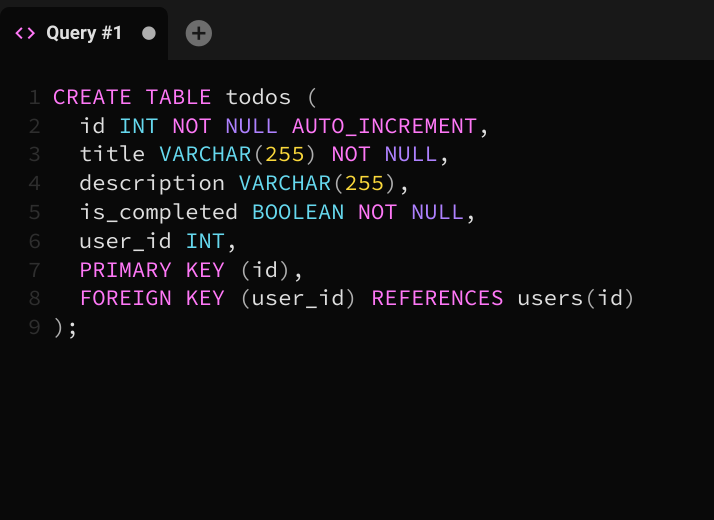 <> Query #1
1 CREATE TABLE todos (
2 id INT NOT NULL AUTO_INCREMENT,
3 title VARCHAR(255) NOT NULL,
4 description VARCHAR(255),
5 is_completed BOOLEAN NOT NULL,
6 user_id INT,
7 PRIMARY KEY (id),
8 FOREIGN KEY (user_id) REFERENCES users(id)
9 );